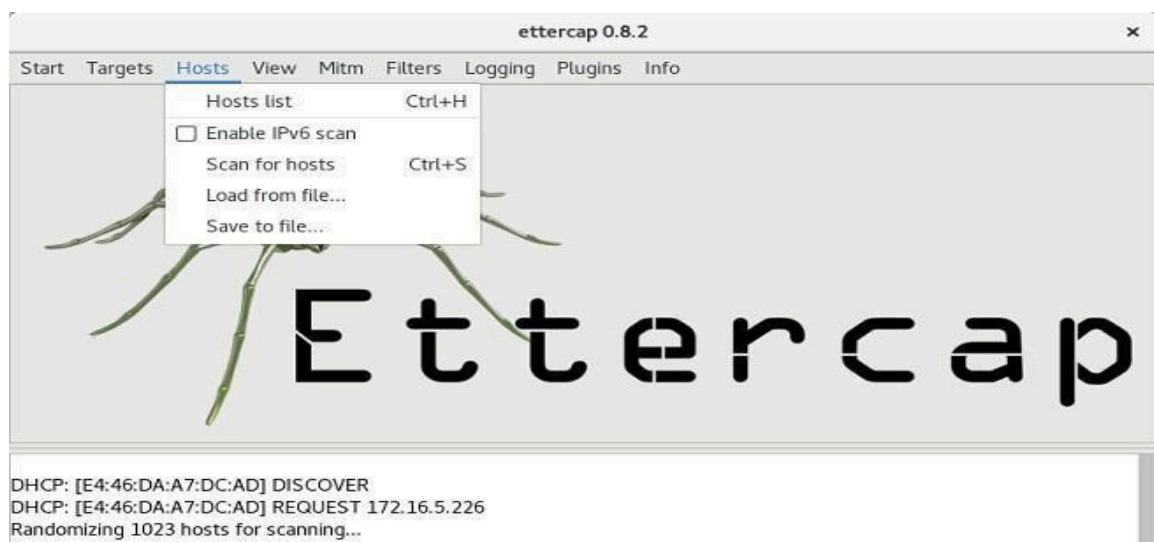 ettercap 0.8.2 ×
Start Targets Hosts View Mitm Filters Logging Plugins Info
Hosts list Ctrl+H
Enable IPv6 scan
Scan for hosts Ctrl+S
Load from file...
Save to file...
Ettercap
DHCP: [E4:46:DA:A7:DC:AD] DISCOVER
DHCP: [E4:46:DA:A7:DC:AD] REQUEST 172.16.5.226
Randomizing 1023 hosts for scanning...